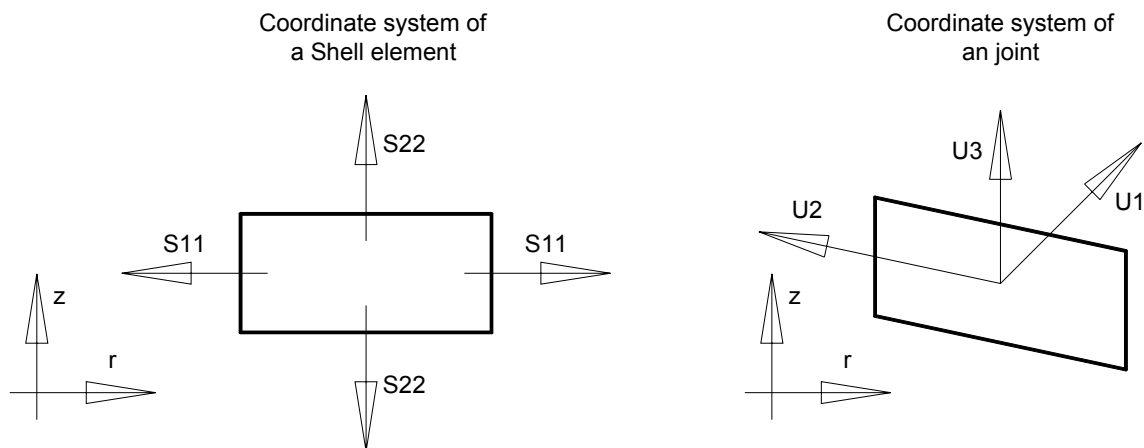 Coordinate system of
a Shell element
S22
S11
S11
z
r
S22
Coordinate system of
an joint
U3
U1
U2
z
r